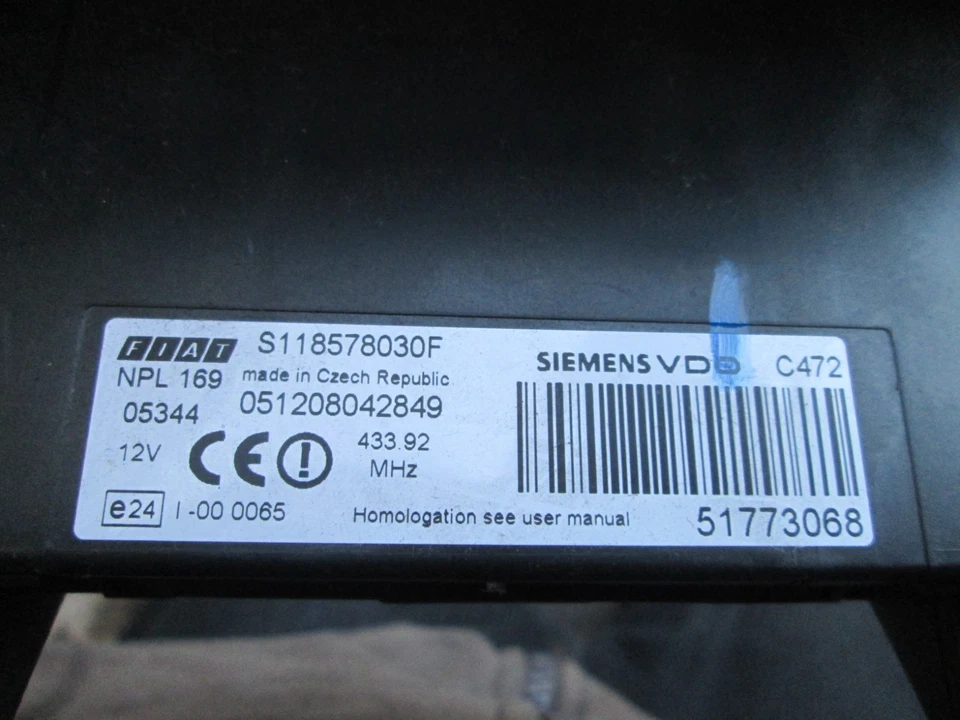 FIAT S118578030F SIEMENS VDO C472
NPL 169 made in Czech Republic
05344 051208042849
12V CE 433.92
MHz
e24 I -00 0065 Homologation see user manual 51773068